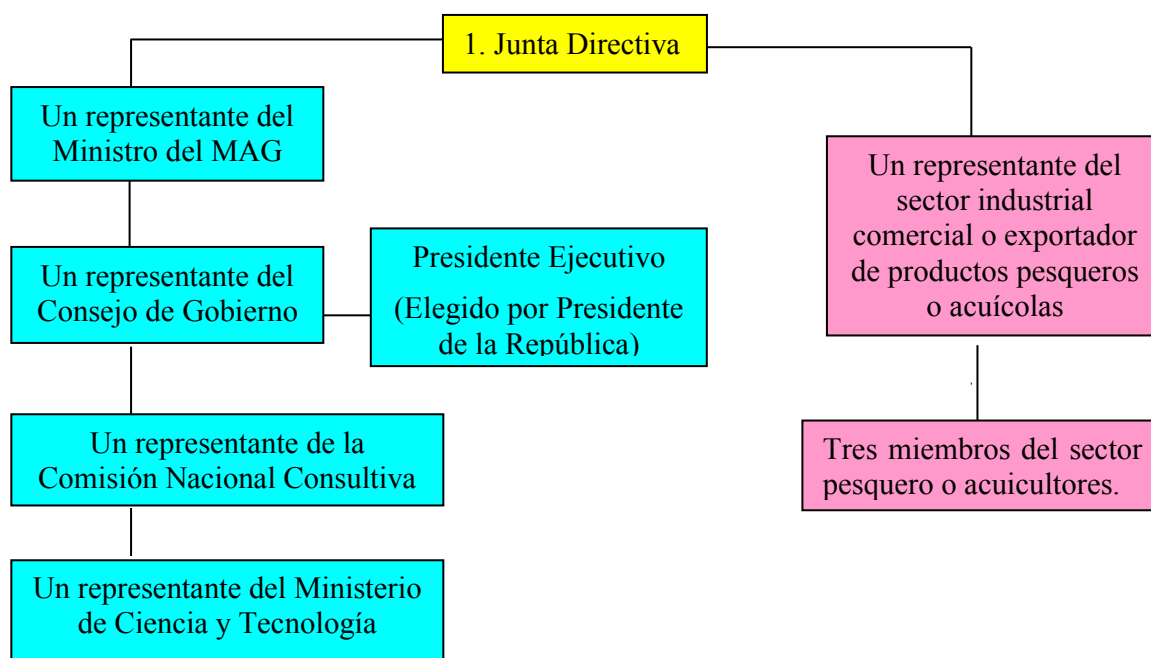 1. Junta Directiva
Un representante del
Ministro del MAG
Un representante del
Consejo de Gobierno
Presidente Ejecutivo
(Elegido por Presidente
de la República)
Un representante de la
Comisión Nacional Consultiva
Un representante del Ministerio
de Ciencia y Tecnología
Un representante del
sector industrial
comercial o exportador
de productos pesqueros
o acuícolas
Tres miembros del sector
pesquero o acuicultores.